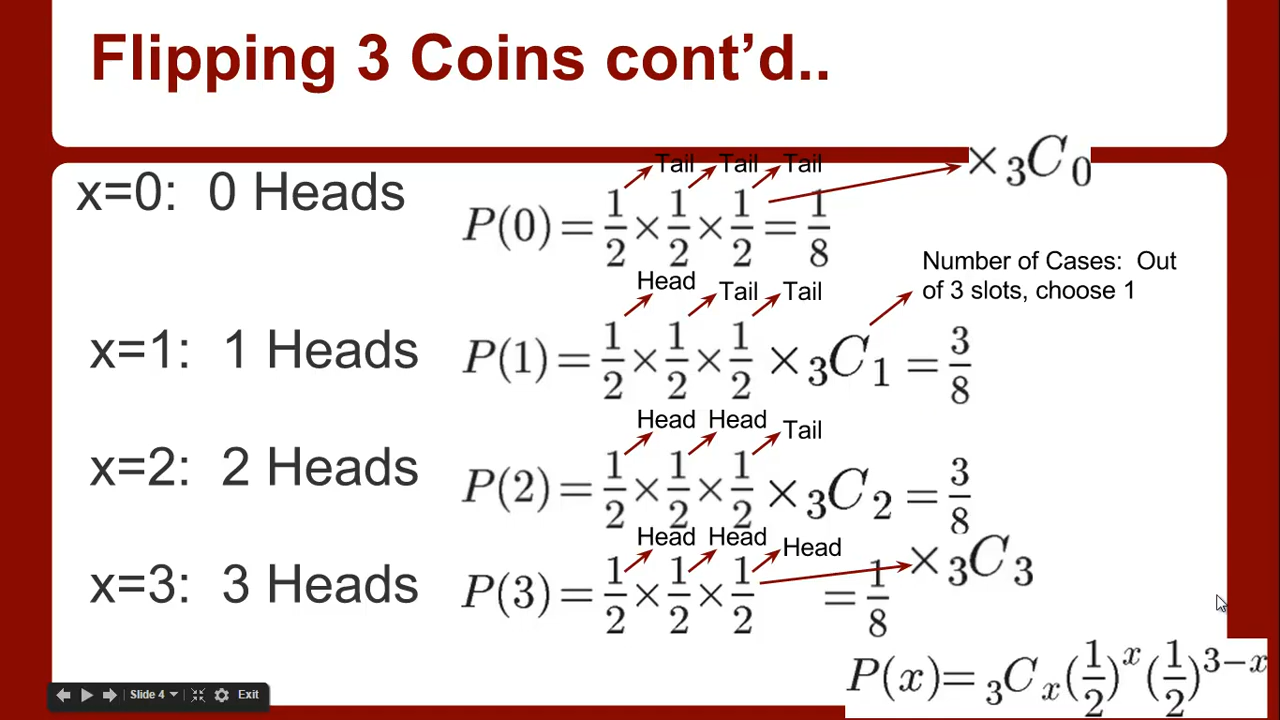 Flipping 3 Coins cont’d..
×₃C₀
Tail Tail Tail
x=0: 0 Heads
P(0)=1/2×1/2×1/2=1/8
Number of Cases: Out
of 3 slots, choose 1
Head Tail Tail
x=1: 1 Heads
P(1)=1/2×1/2×1/2×₃C₁=3/8
Head Head Tail
x=2: 2 Heads
P(2)=1/2×1/2×1/2×₃C₂=3/8
Head Head Head
×₃C₃
x=3: 3 Heads
P(3)=1/2×1/2×1/2 =1/8
P(x)=₃Cₓ(1/2)ˣ(1/2)³⁻ˣ
Slide 4 Exit